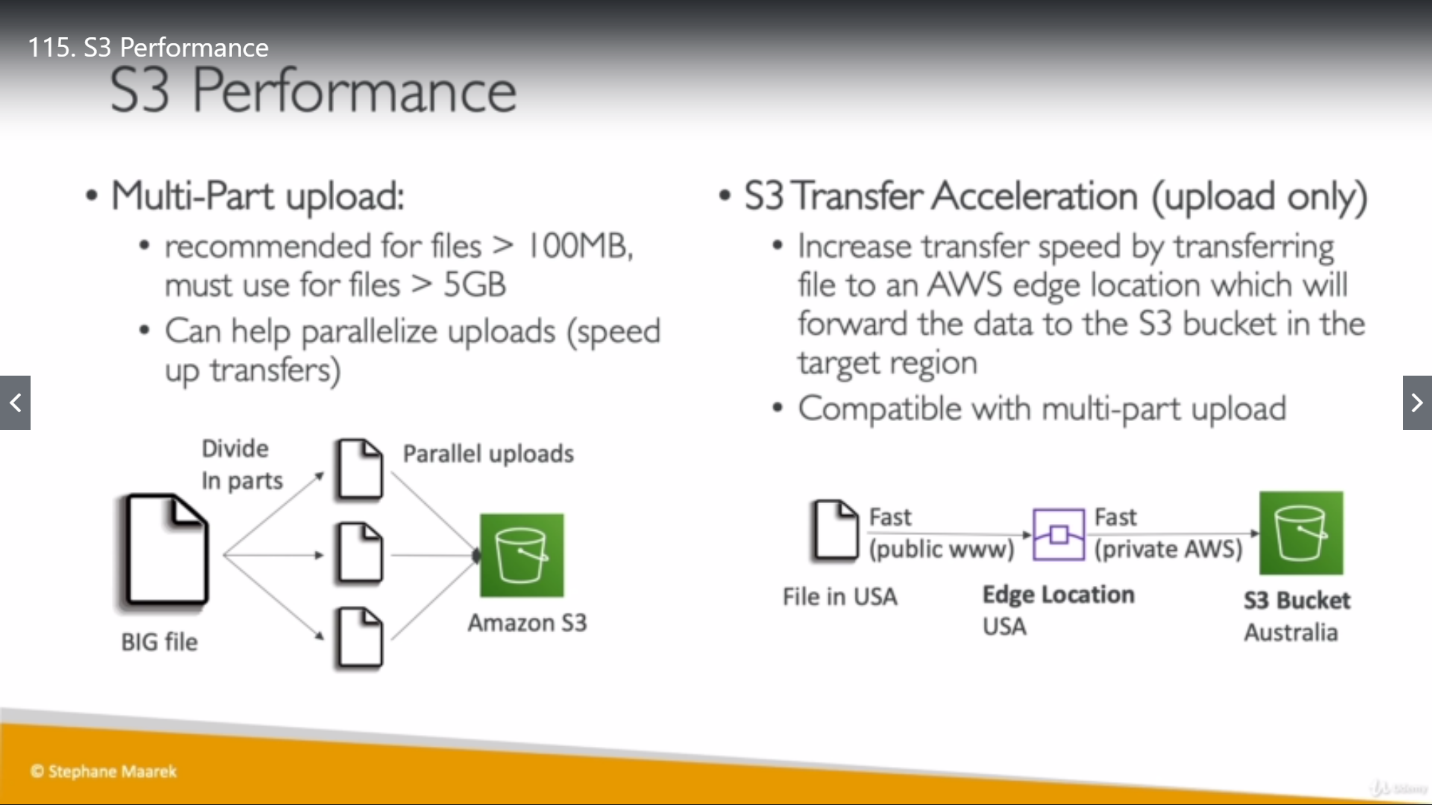 115. S3 Performance
S3 Performance
• Multi-Part upload:
• recommended for files > 100MB,
must use for files > 5GB
• Can help parallelize uploads (speed
up transfers)
Divide
In parts
Parallel uploads
BIG file
Amazon S3
• S3 Transfer Acceleration (upload only)
• Increase transfer speed by transferring
file to an AWS edge location which will
forward the data to the S3 bucket in the
target region
• Compatible with multi-part upload
Fast
(public www)
Fast
(private AWS)
File in USA
Edge Location
USA
S3 Bucket
Australia
© Stephane Maarek
Udemy